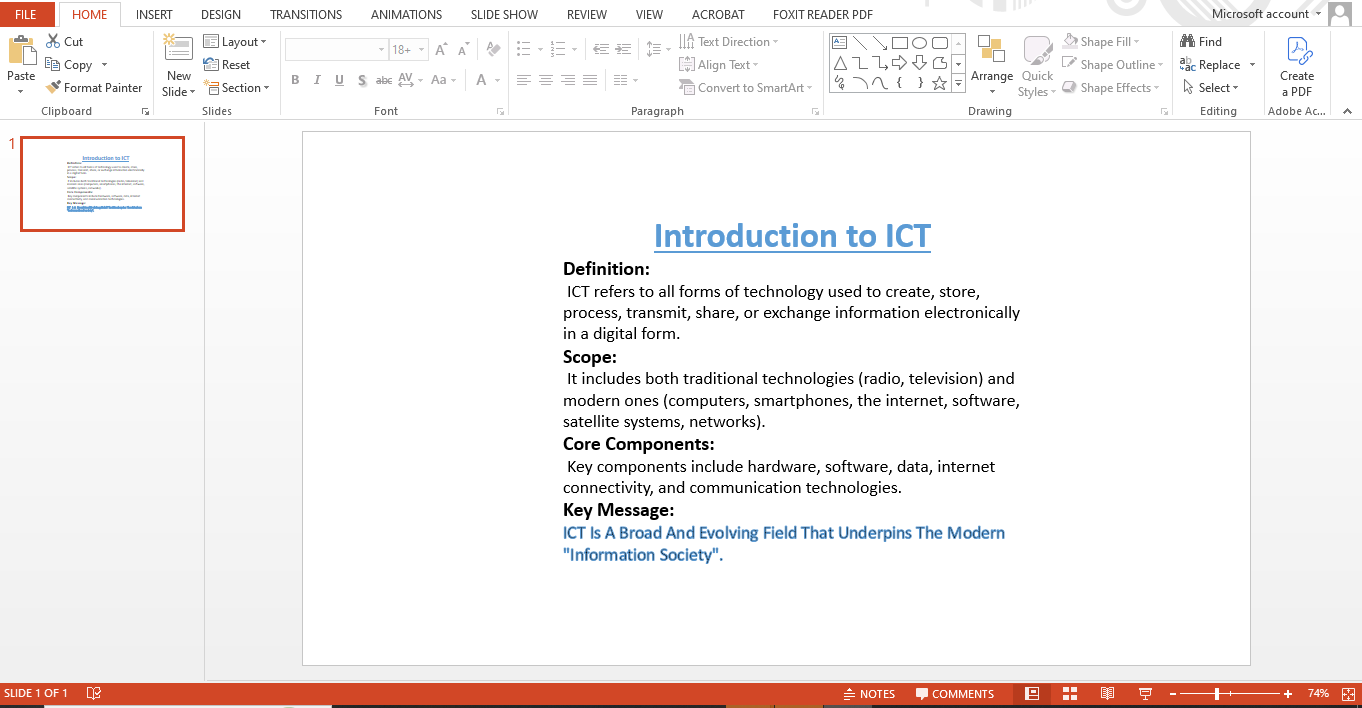 FILE HOME INSERT DESIGN TRANSITIONS ANIMATIONS SLIDE SHOW REVIEW VIEW ACROBAT FOXIT READER PDF Microsoft account
Paste
Cut
Copy
Format Painter
Clipboard
New
Slide
Layout
Reset
Section
Slides
18+
B I U S abc AV Aa A
Font
Text Direction
Align Text
Convert to SmartArt
Paragraph
Arrange
Quick
Styles
Shape Fill
Shape Outline
Shape Effects
Drawing
Find
Replace
Select
Editing
Create
a PDF
Adobe Ac...
1
Introduction to ICT
Definition:
ICT refers to all forms of technology used to create, store,
process, transmit, share, or exchange information electronically
in a digital form.
Scope:
It includes both traditional technologies (radio, television) and
modern ones (computers, smartphones, the internet, software,
satellite systems, networks).
Core Components:
Key components include hardware, software, data, internet
connectivity, and communication technologies.
Key Message:
ICT Is A Broad And Evolving Field That Underpins The Modern
"Information Society".
SLIDE 1 OF 1 NOTES COMMENTS 74%